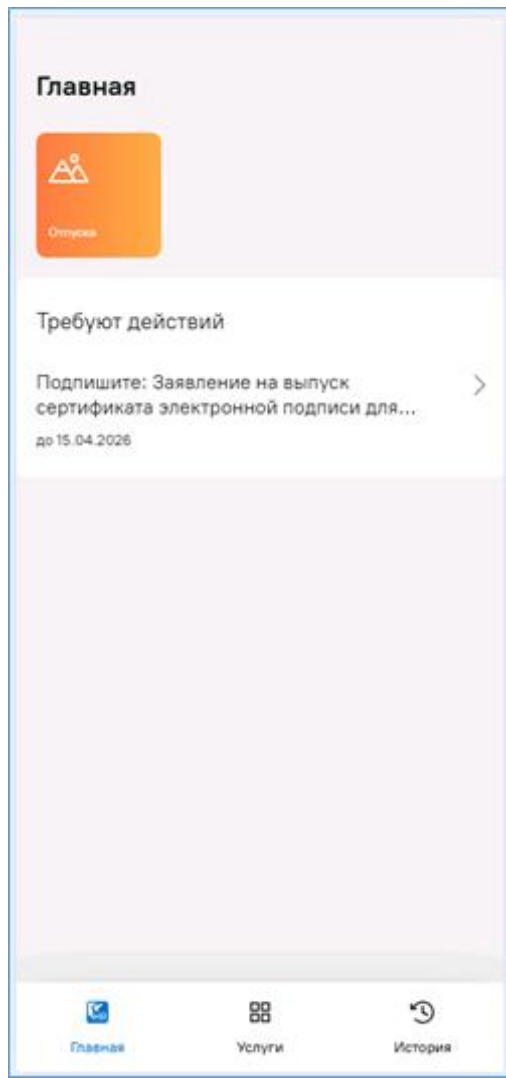 Главная
Отпуска
Требуют действий
Подпишите: Заявление на выпуск
сертификата электронной подписи для...
до 15.04.2026
Главная
Услуги
История